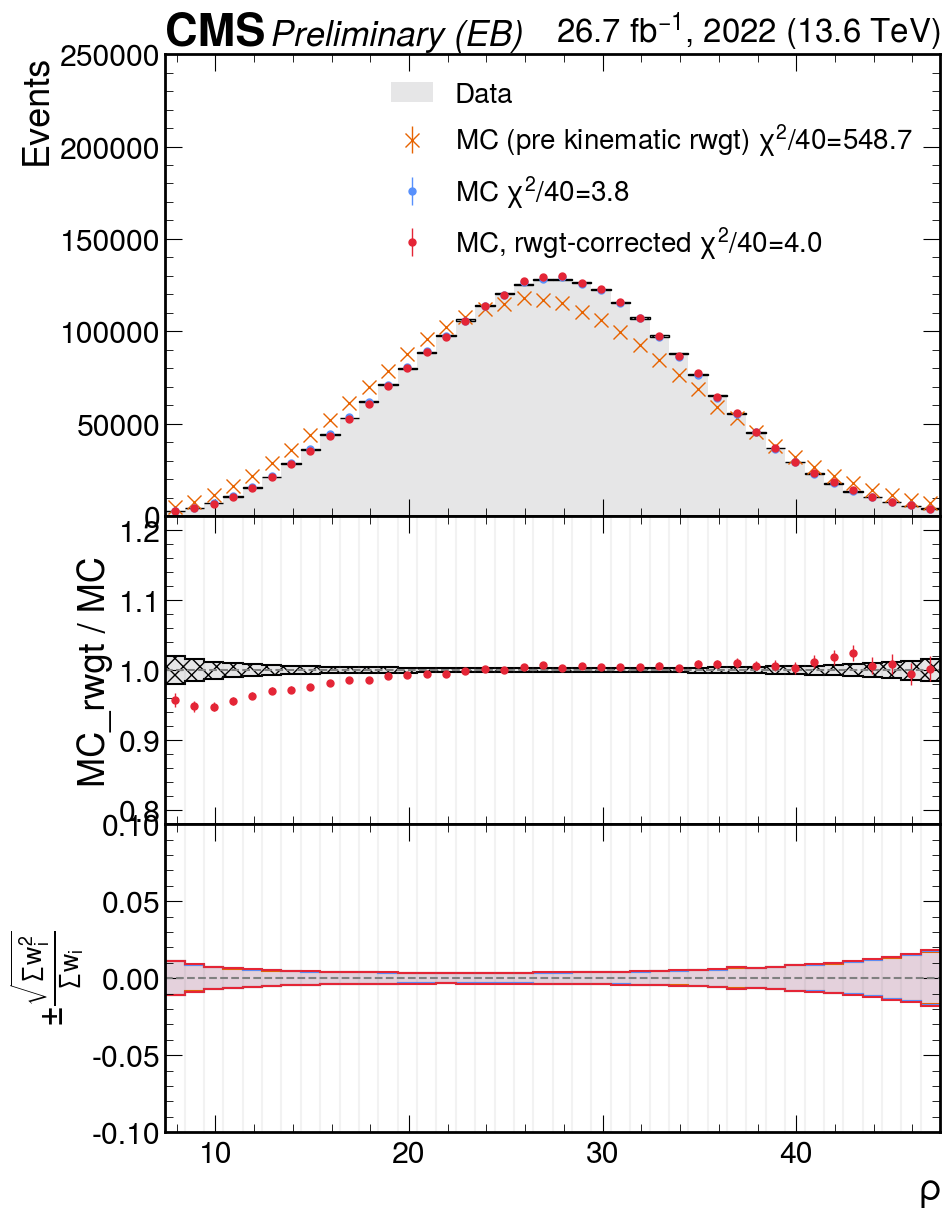 CMS Preliminary (EB) 26.7 fb⁻¹, 2022 (13.6 TeV)
Events
250000
200000
150000
100000
50000
0
Data
MC (pre kinematic rwgt) χ²/40=548.7
MC χ²/40=3.8
MC, rwgt-corrected χ²/40=4.0
MC_rwgt / MC
1.2
1.1
1.0
0.9
0.8
±√Σwᵢ²/Σwᵢ
0.10
0.05
0.00
-0.05
-0.10
10 20 30 40
ρ